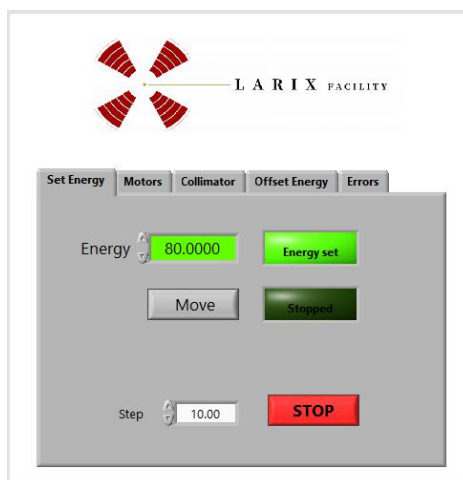 LARIX FACILITY
Set Energy Motors Collimator Offset Energy Errors
Energy 80.0000 Energy set
Move Stopped
Step 10.00 STOP